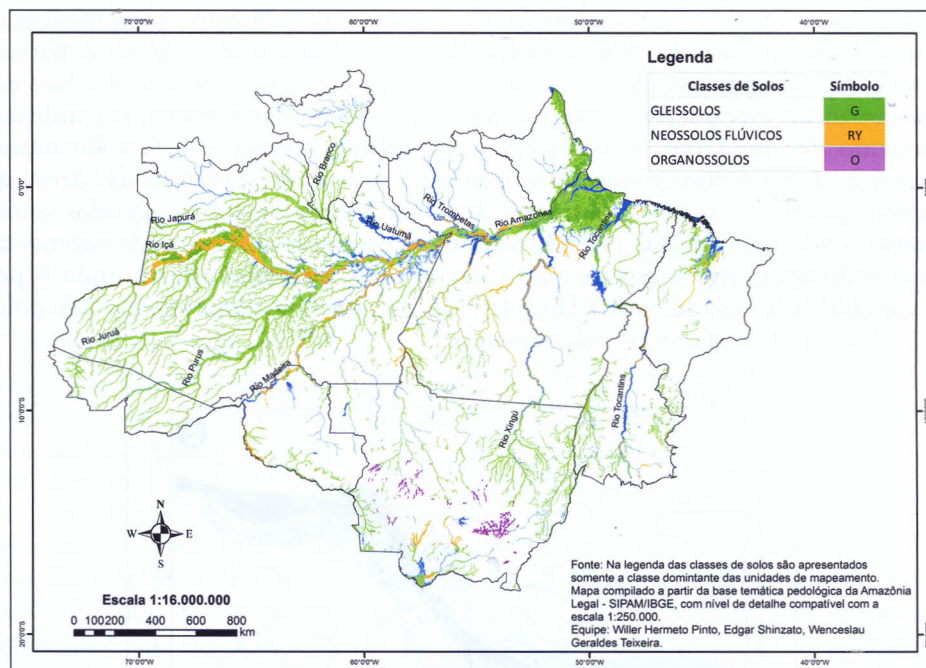 70°0'0"W 60°0'0"W 50°0'0"W 40°0'0"W
Legenda
Classes de Solos Símbolo
GLEISSOLOS G
NEOSSOLOS FLÚVICOS RY
ORGANOSSOLOS O
0°0'0"
10°0'0"S
20°0'0"S
Rio Branco
Rio Japurá
Rio Içá
Rio Uatumã
Rio Trombetas
Rio Amazonas
Rio Tocantins
Rio Juruá
Rio Purus
Rio Madeira
Rio Xingú
Rio Tocantins
N
W E
S
Escala 1:16.000.000
0 100 200 400 600 800
km
Fonte: Na legenda das classes de solos são apresentados
somente a classe domintante das unidades de mapeamento.
Mapa compilado a partir da base temática pedológica da Amazônia
Legal - SIPAM/IBGE, com nível de detalhe compatível com a
escala 1:250.000.
Equipe: Willer Hermeto Pinto, Edgar Shinzato, Wenceslau
Geraldes Teixeira.
70°0'0"W 60°0'0"W 50°0'0"W 40°0'0"W